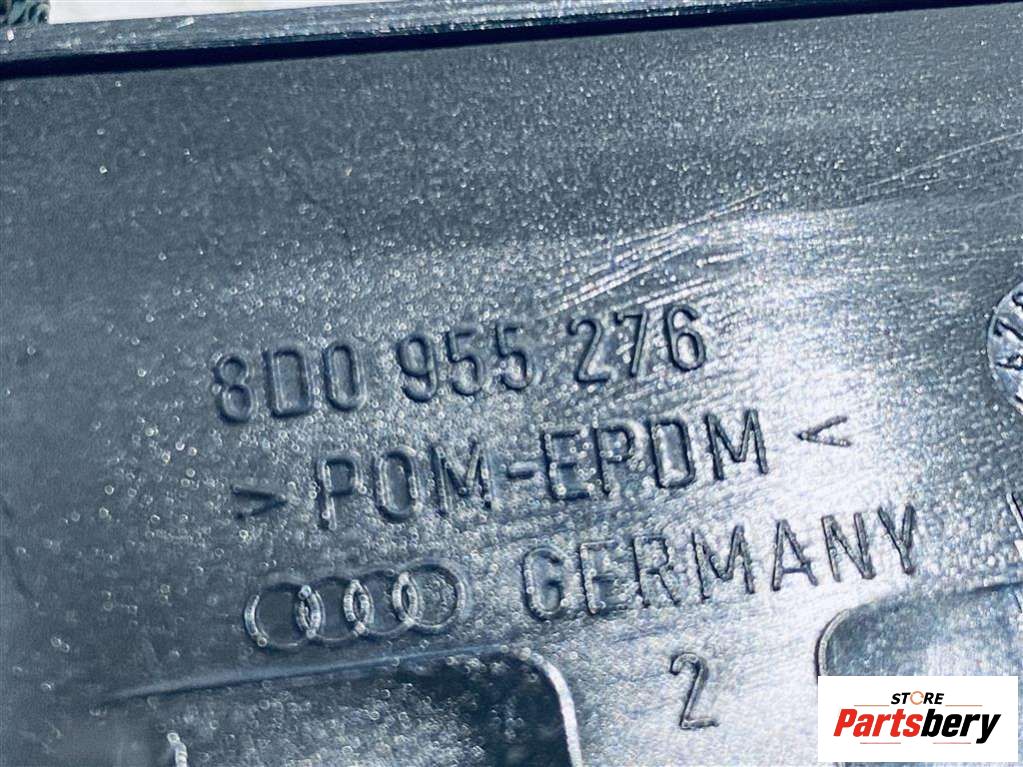 8D0 955 276
> POM-EPDM <
GERMANY
2
STORE
Partsbery